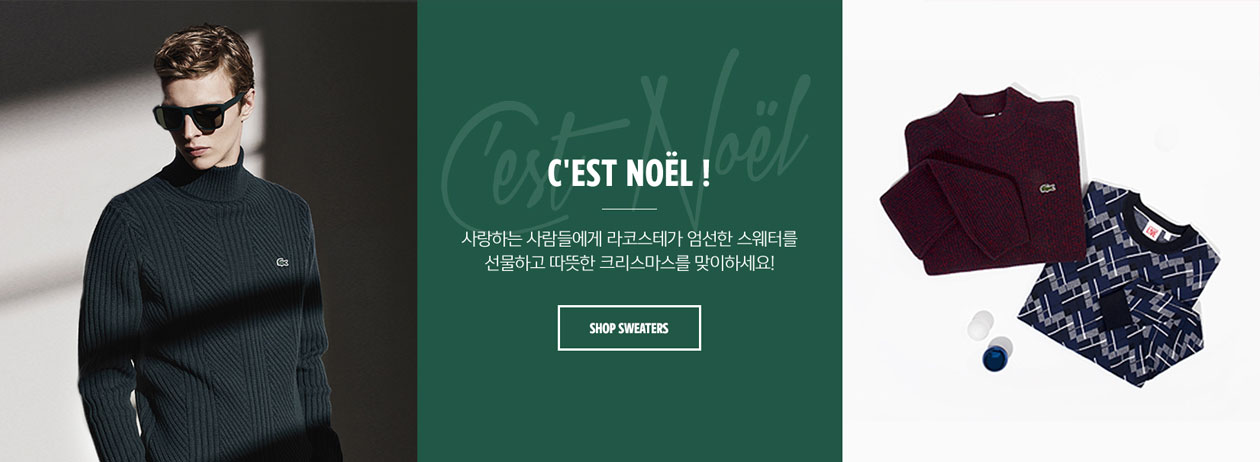 C'est Noël
C'EST NOËL !
사랑하는 사람들에게 라코스테가 엄선한 스웨터를
선물하고 따뜻한 크리스마스를 맞이하세요!
SHOP SWEATERS